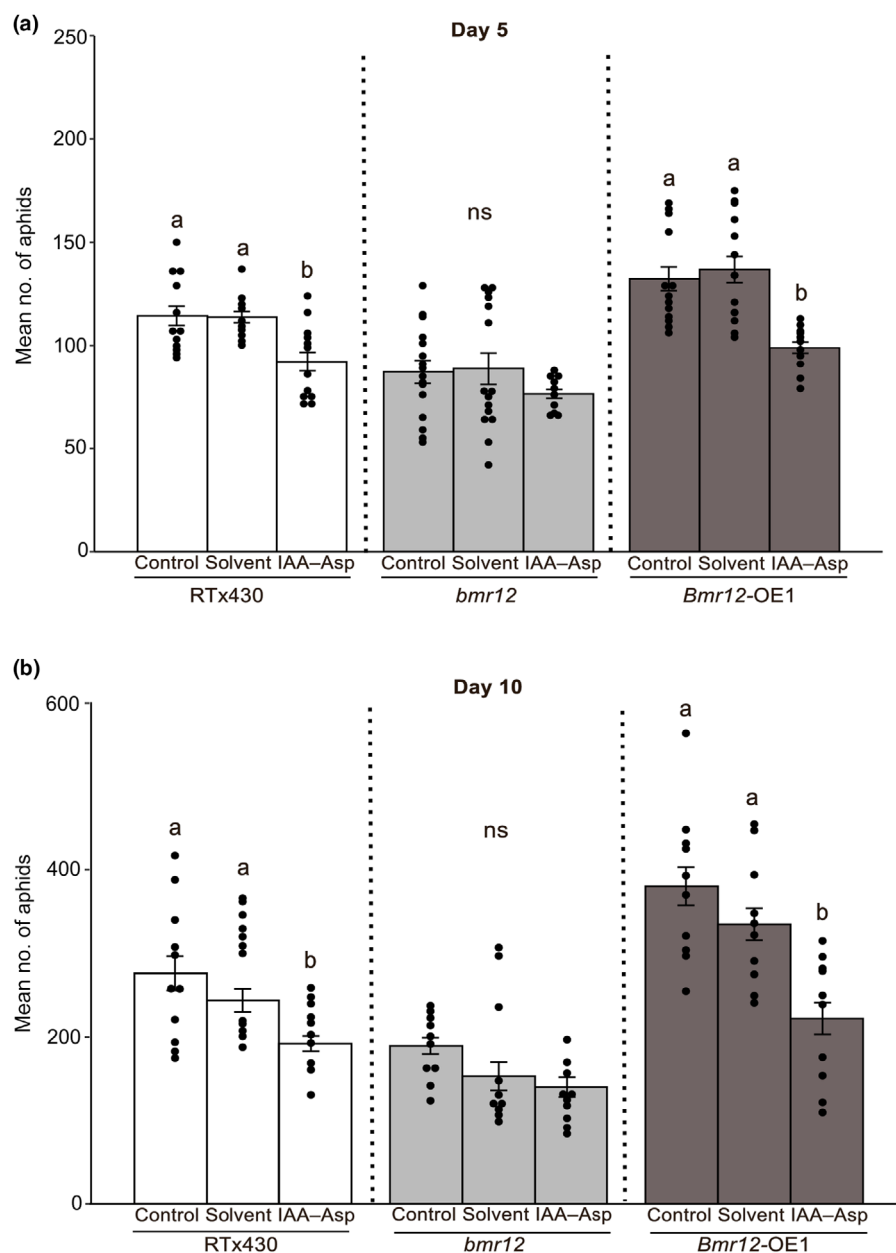 (a)
Day 5
Mean no. of aphids
250
200
150
100
50
0
a a b
ns
a a b
Control Solvent IAA–Asp Control Solvent IAA–Asp Control Solvent IAA–Asp
RTx430 bmr12 Bmr12-OE1
(b)
Day 10
Mean no. of aphids
600
400
200
0
a a b
ns
a a b
Control Solvent IAA–Asp Control Solvent IAA–Asp Control Solvent IAA–Asp
RTx430 bmr12 Bmr12-OE1